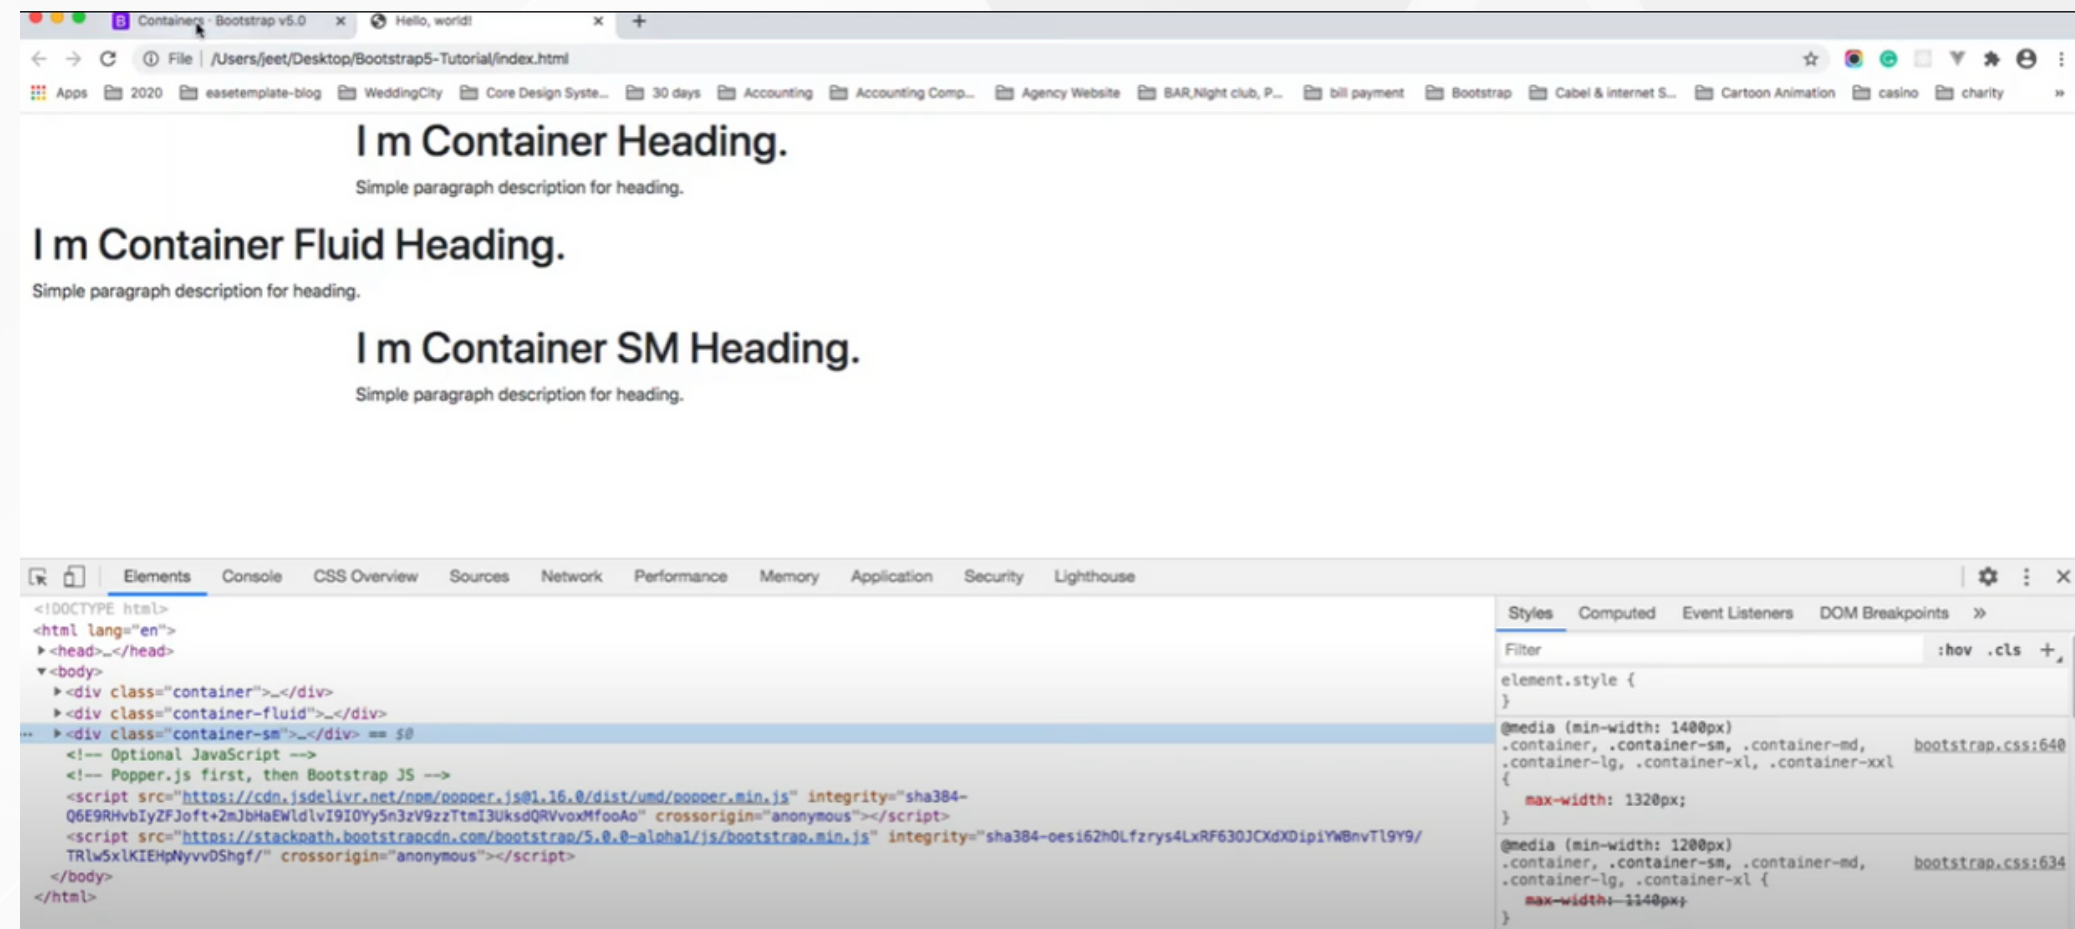 Containers · Bootstrap v5.0
Hello, world!
File | /Users/jeet/Desktop/Bootstrap5-Tutorial/index.html
Apps 2020 easetemplate-blog WeddingCity Core Design Syste... 30 days Accounting Accounting Comp... Agency Website BAR,NIght club, P... bill payment Bootstrap Cabel & internet S... Cartoon Animation casino charity »
I m Container Heading.
Simple paragraph description for heading.
I m Container Fluid Heading.
Simple paragraph description for heading.
I m Container SM Heading.
Simple paragraph description for heading.
Elements Console CSS Overview Sources Network Performance Memory Application Security Lighthouse
<!DOCTYPE html>
<html lang="en">
<head>…</head>
<body>
<div class="container">…</div>
<div class="container-fluid">…</div>
<div class="container-sm">…</div> == $0
<!-- Optional JavaScript -->
<!-- Popper.js first, then Bootstrap JS -->
<script src="https://cdn.jsdelivr.net/npm/popper.js@1.16.0/dist/umd/popper.min.js" integrity="sha384-
Q6E9RHvbIyZFJoft+2mJbHaEWldlvI9IOYy5n3zV9zzTtmI3UksdQRVvoxMfooAo" crossorigin="anonymous"></script>
<script src="https://stackpath.bootstrapcdn.com/bootstrap/5.0.0-alpha1/js/bootstrap.min.js" integrity="sha384-oesi62hOLfzrys4LxRF63OJCXdXDipiYWBnvTl9Y9/
TRlw5xlKIEHpNyvvDShgf/" crossorigin="anonymous"></script>
</body>
</html>
Styles Computed Event Listeners DOM Breakpoints »
Filter :hov .cls +
element.style {
}
@media (min-width: 1400px)
.container, .container-sm, .container-md, bootstrap.css:640
.container-lg, .container-xl, .container-xxl
{
max-width: 1320px;
}
@media (min-width: 1200px)
.container, .container-sm, .container-md, bootstrap.css:634
.container-lg, .container-xl {
max-width: 1140px;
}